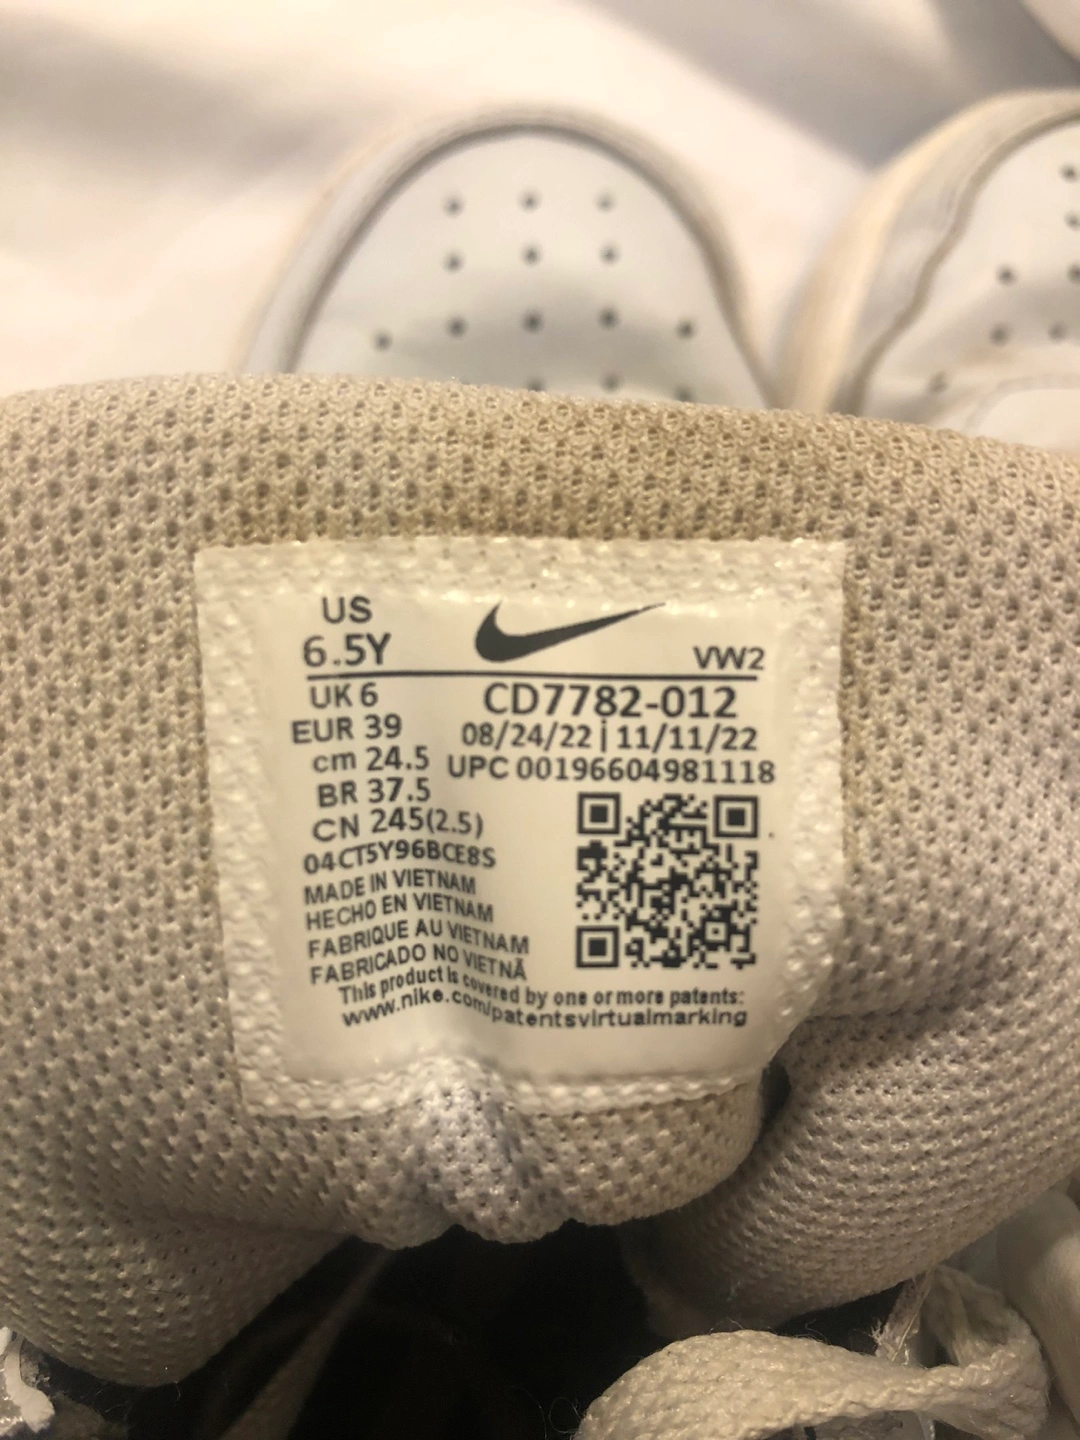 US
6.5Y
VW2
UK 6
CD7782-012
EUR 39
08/24/22 | 11/11/22
cm 24.5
UPC 00196604981118
BR 37.5
CN 245(2.5)
04CT5Y96BCE8S
MADE IN VIETNAM
HECHO EN VIETNAM
FABRIQUE AU VIETNAM
FABRICADO NO VIETNÃ
This product is covered by one or more patents:
www.nike.com/patentsvirtualmarking